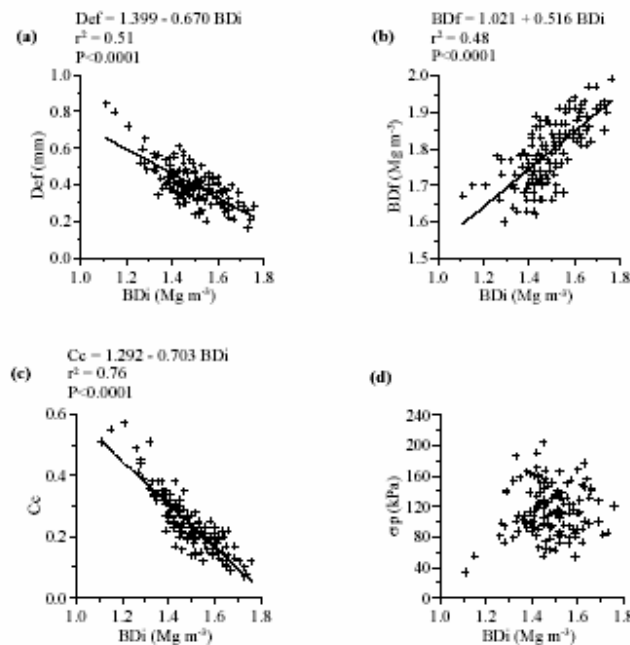 (a)
Def = 1.399 - 0.670 BDi
r² = 0.51
P<0.0001
1.0
0.8
0.6
0.4
0.2
0.0
Def (mm)
1.0 1.2 1.4 1.6 1.8
BDi (Mg m⁻³)
(b)
BDf = 1.021 + 0.516 BDi
r² = 0.48
P<0.0001
2.0
1.9
1.8
1.7
1.6
1.5
BDf (Mg m⁻³)
1.0 1.2 1.4 1.6 1.8
BDi (Mg m⁻³)
(c)
Cc = 1.292 - 0.703 BDi
r² = 0.76
P<0.0001
0.6
0.4
0.2
0.0
Cc
1.0 1.2 1.4 1.6 1.8
BDi (Mg m⁻³)
(d)
240
200
160
120
80
40
0
σp (kPa)
1.0 1.2 1.4 1.6 1.8
BDi (Mg m⁻³)